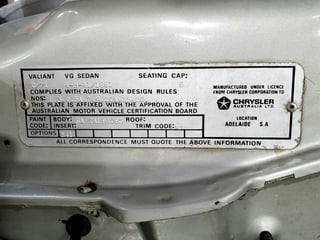 VALIANT VG SEDAN SEATING CAP:
COMPLIES WITH AUSTRALIAN DESIGN RULES
NOS:
THIS PLATE IS AFFIXED WITH THE APPROVAL OF THE
AUSTRALIAN MOTOR VEHICLE CERTIFICATION BOARD
PAINT BODY: ROOF:
CODE: INSERT: TRIM CODE:
OPTIONS
MANUFACTURED UNDER LICENCE
FROM CHRYSLER CORPORATION TO
CHRYSLER
AUSTRALIA LTD.
LOCATION
ADELAIDE S.A
ALL CORRESPONDENCE MUST QUOTE THE ABOVE INFORMATION